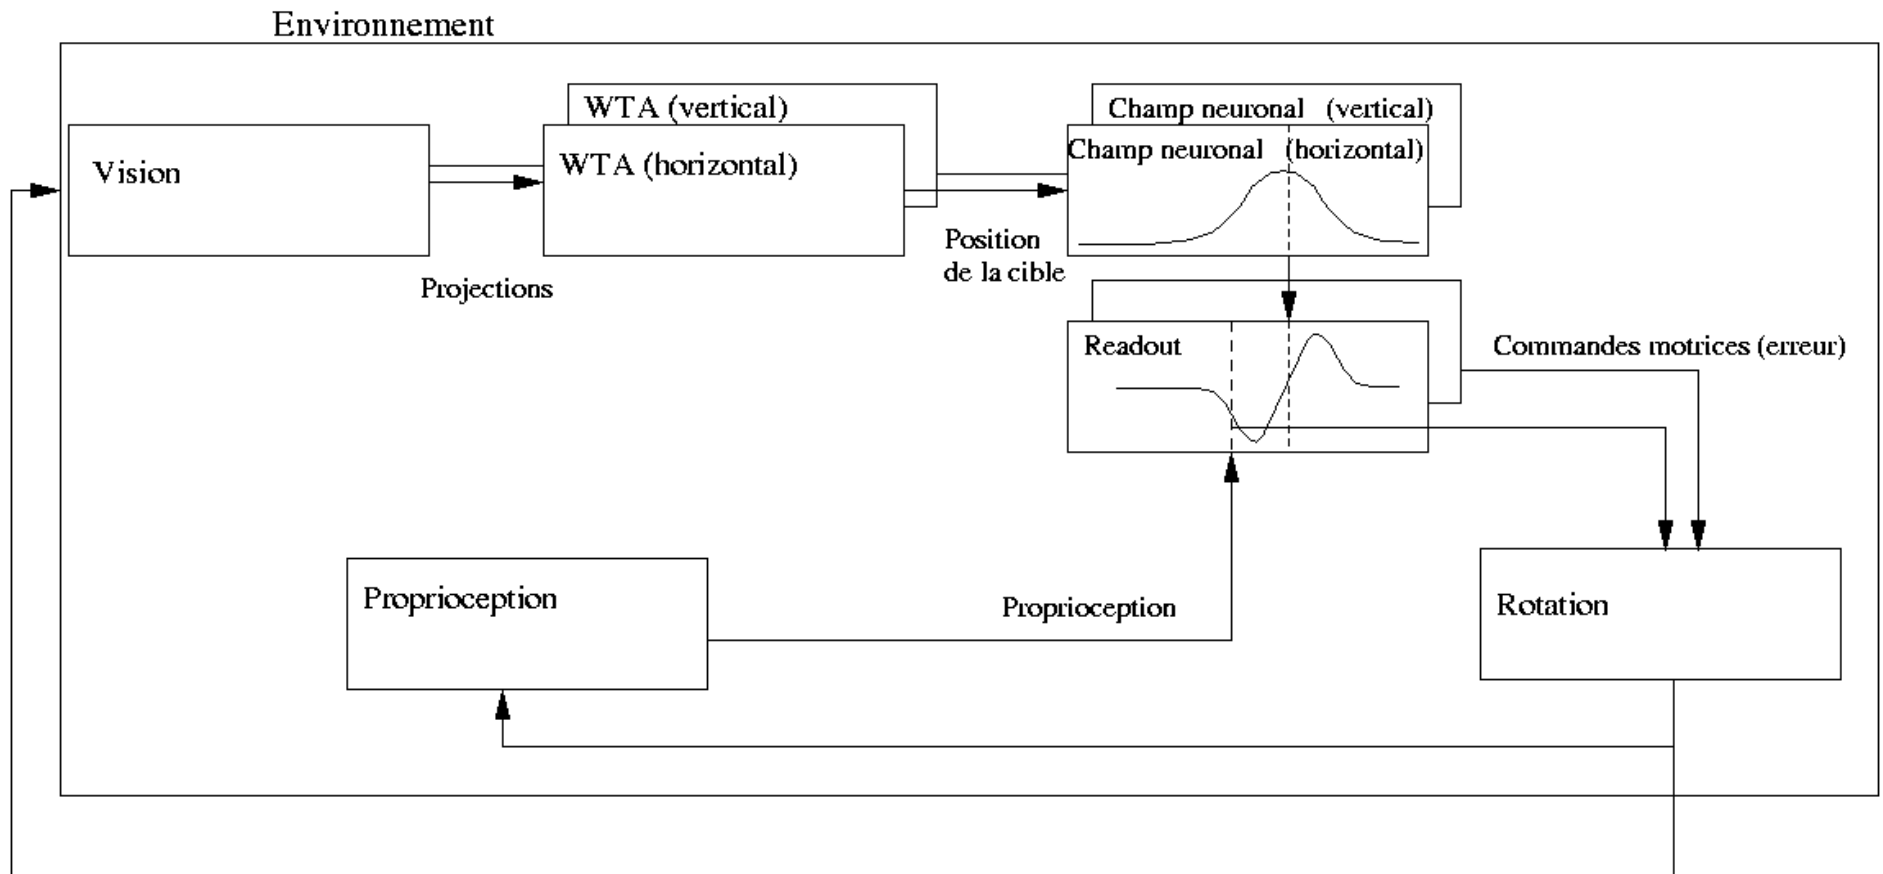 Environnement
WTA (vertical)
Champ neuronal (vertical)
Vision
WTA (horizontal)
Champ neuronal (horizontal)
Position
de la cible
Projections
Readout
Commandes motrices (erreur)
Proprioception
Proprioception
Rotation